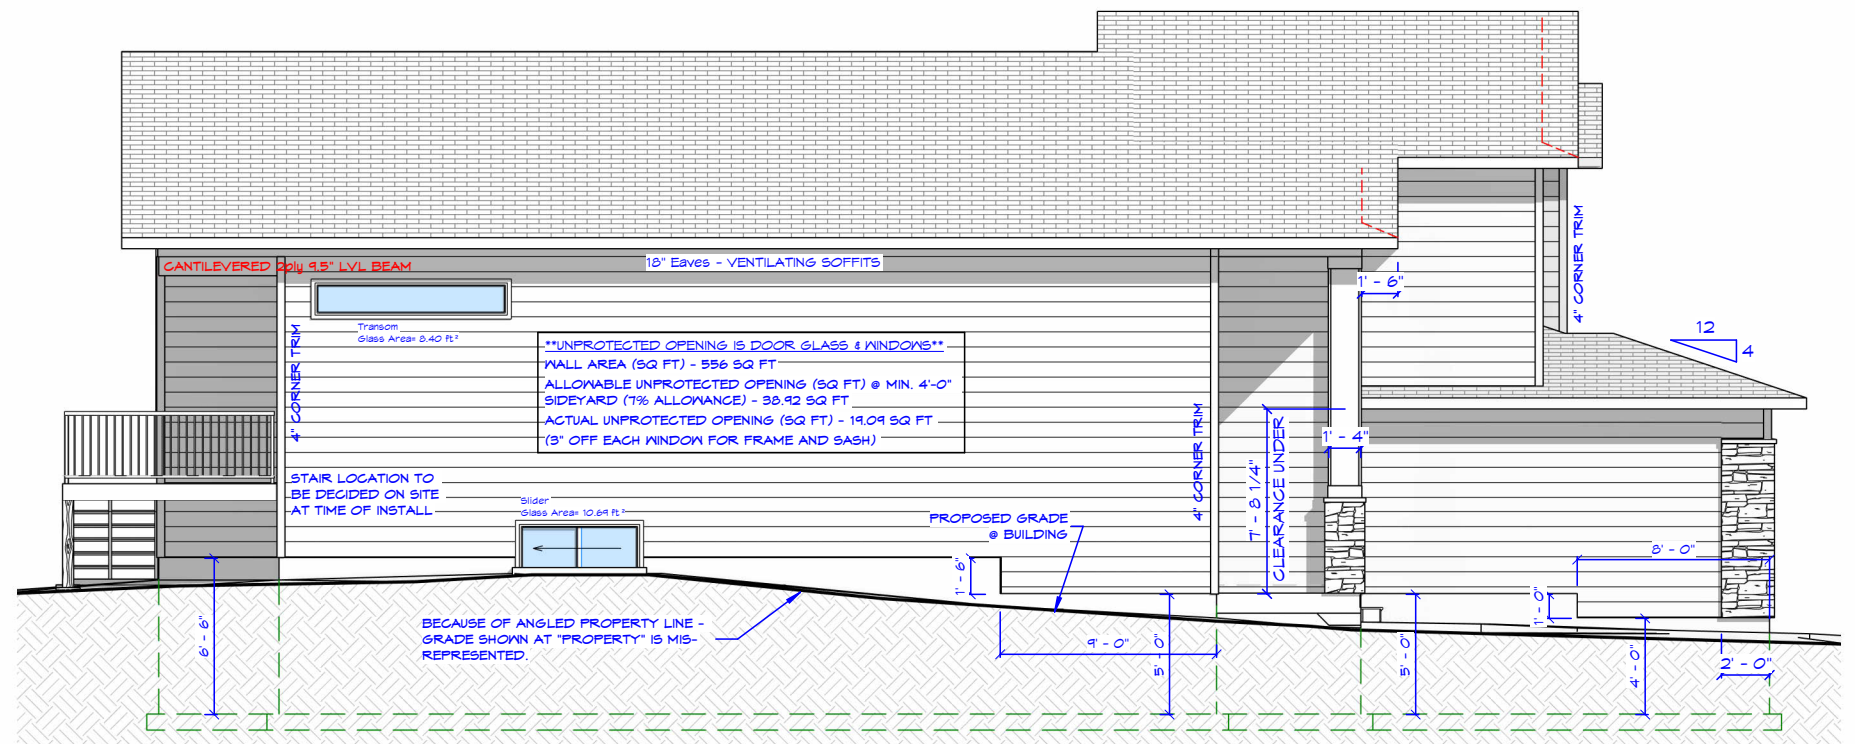 CANTILEVERED 2ply 9.5" LVL BEAM
18" Eaves - VENTILATING SOFFITS
1' - 6"
4" CORNER TRIM
12
4
Transom
Glass Area= 8.40 ft²
4" CORNER TRIM
**UNPROTECTED OPENING IS DOOR GLASS & WINDOWS**
WALL AREA (SQ FT) - 556 SQ FT
ALLOWABLE UNPROTECTED OPENING (SQ FT) @ MIN. 4'-0"
SIDEYARD (7% ALLOWANCE) - 38.92 SQ FT
ACTUAL UNPROTECTED OPENING (SQ FT) - 19.09 SQ FT
(3" OFF EACH WINDOW FOR FRAME AND SASH)
4" CORNER TRIM
7' - 8 1/4"
CLEARANCE UNDER
1' - 4"
STAIR LOCATION TO
BE DECIDED ON SITE
AT TIME OF INSTALL
Slider
Glass Area= 10.69 ft²
PROPOSED GRADE
@ BUILDING
8' - 0"
1' - 6"
1' - 0"
BECAUSE OF ANGLED PROPERTY LINE -
GRADE SHOWN AT "PROPERTY" IS MIS-
REPRESENTED.
6' - 6"
9' - 0"
5' - 0"
5' - 0"
4' - 0"
2' - 0"